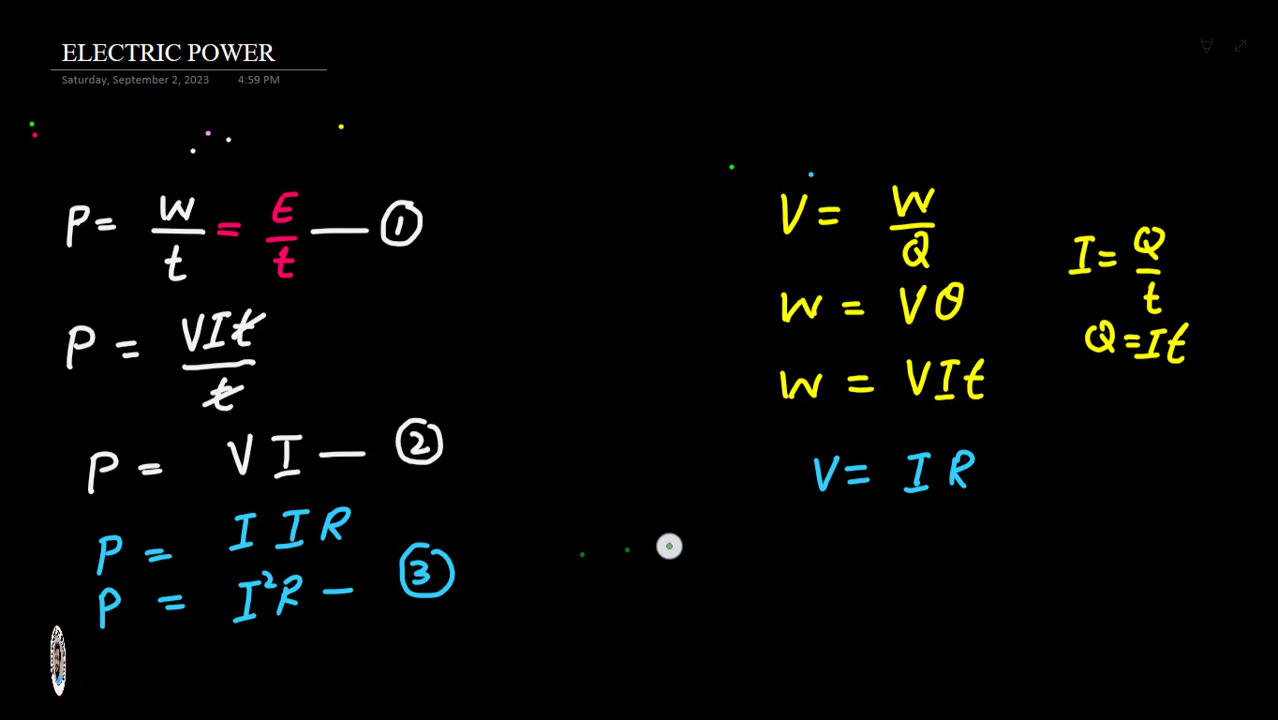 ELECTRIC POWER
Saturday, September 2, 2023 4:59 PM
P = W/t = E/t — ①
P = VIt/t
P = VI — ②
P = I I R
P = I²R — ③
V = W/Q
W = VQ
W = VIt
V = IR
I = Q/t
Q = It